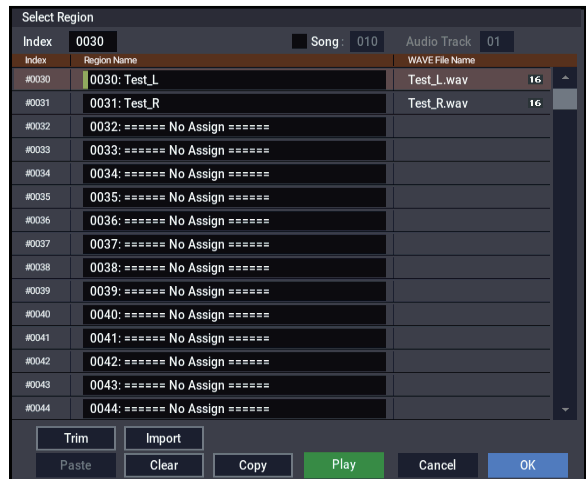 Select Region
Index 0030 Song: 010 Audio Track 01
Index Region Name WAVE File Name
#0030 0030: Test_L Test_L.wav 16
#0031 0031: Test_R Test_R.wav 16
#0032 0032: ====== No Assign ======
#0033 0033: ====== No Assign ======
#0034 0034: ====== No Assign ======
#0035 0035: ====== No Assign ======
#0036 0036: ====== No Assign ======
#0037 0037: ====== No Assign ======
#0038 0038: ====== No Assign ======
#0039 0039: ====== No Assign ======
#0040 0040: ====== No Assign ======
#0041 0041: ====== No Assign ======
#0042 0042: ====== No Assign ======
#0043 0043: ====== No Assign ======
#0044 0044: ====== No Assign ======
Trim Import
Paste Clear Copy Play Cancel OK